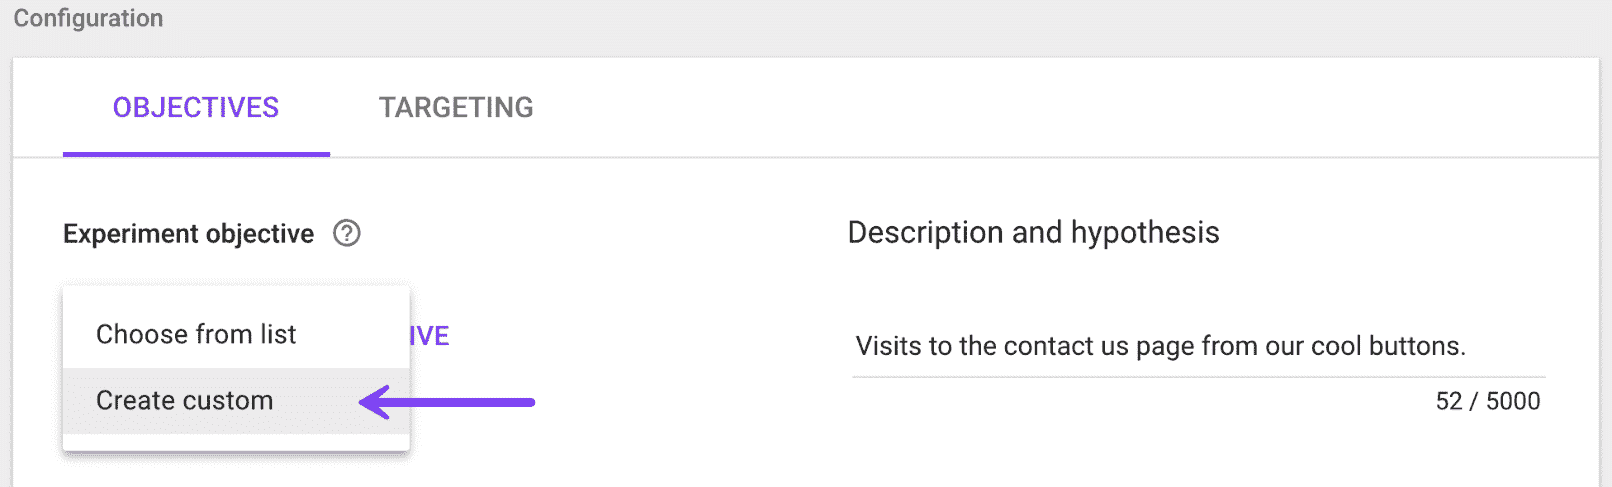 Configuration
OBJECTIVES TARGETING
Experiment objective ?
Description and hypothesis
Choose from list
IVE
Create custom
Visits to the contact us page from our cool buttons.
52 / 5000